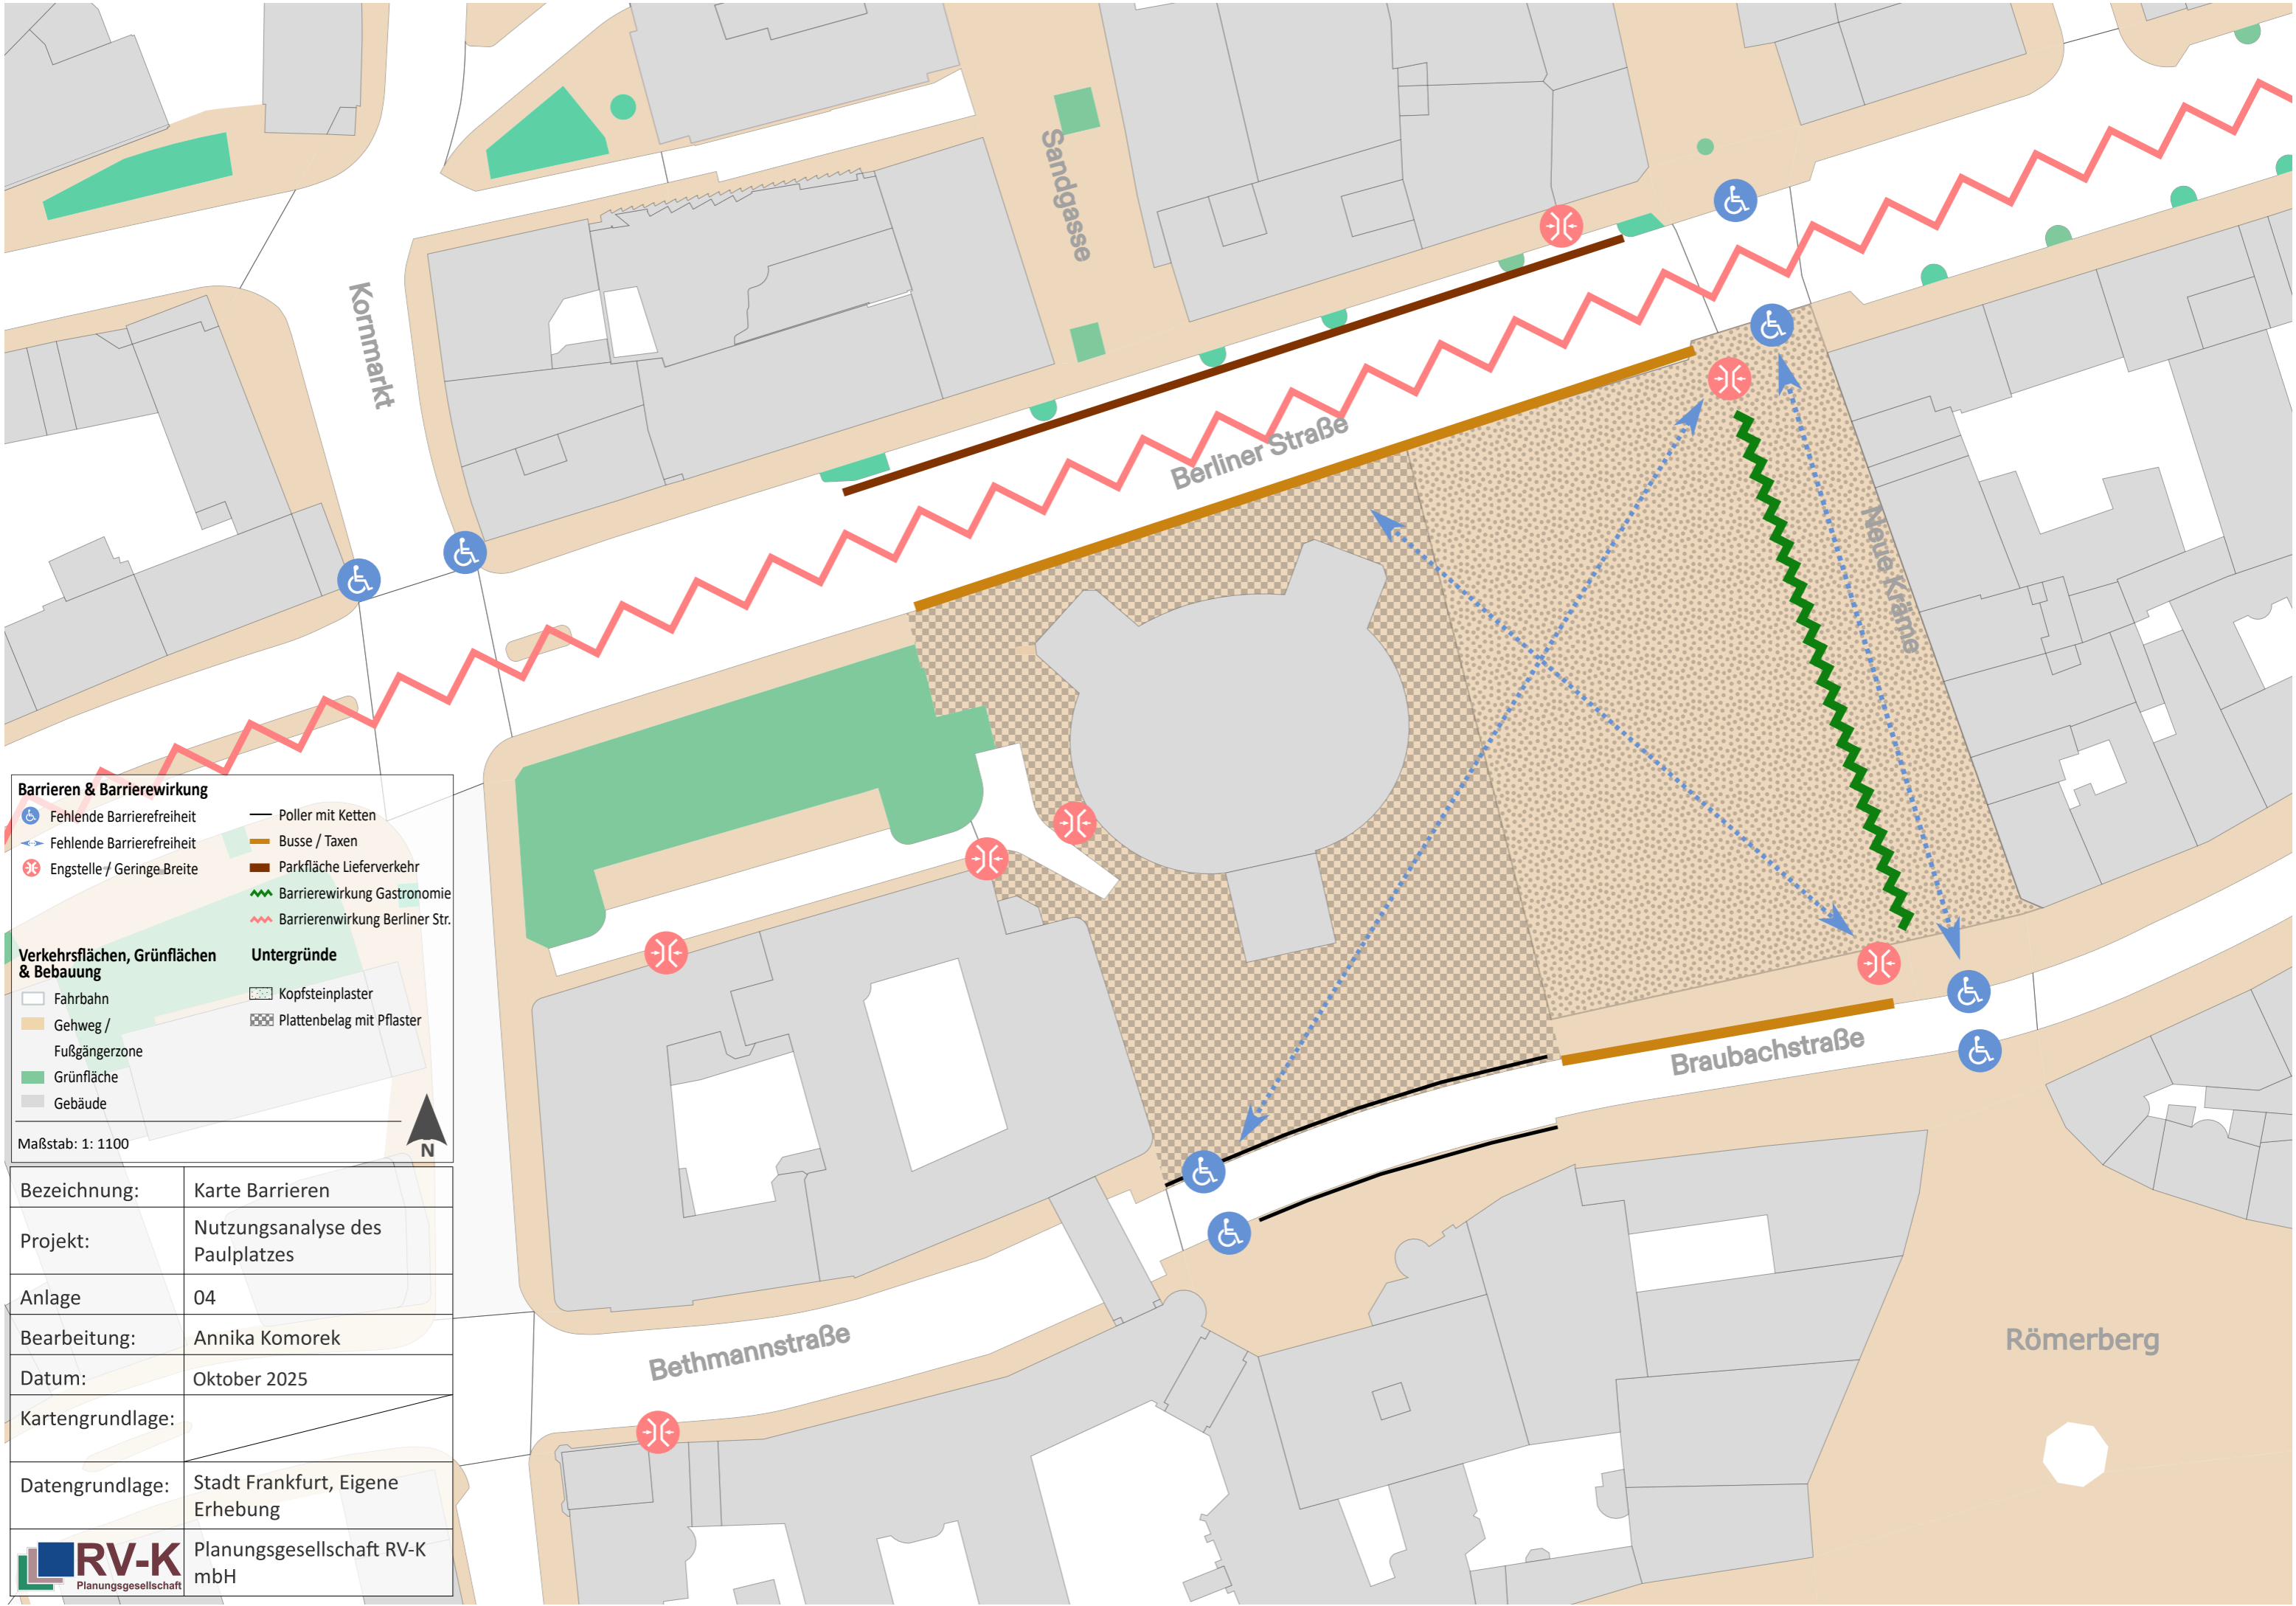 Sandgasse
Kornmarkt
Berliner Straße
Neue Kräme
Braubachstraße
Bethmannstraße
Römerberg
Barrieren & Barrierewirkung
Fehlende Barrierefreiheit
Fehlende Barrierefreiheit
Engstelle / Geringe Breite
Poller mit Ketten
Busse / Taxen
Parkfläche Lieferverkehr
Barrierewirkung Gastronomie
Barrierenwirkung Berliner Str.
Verkehrsflächen, Grünflächen
& Bebauung
Fahrbahn
Gehweg /
Fußgängerzone
Grünfläche
Gebäude
Untergründe
Kopfsteinplaster
Plattenbelag mit Pflaster
Maßstab: 1: 1100
N
Bezeichnung: Karte Barrieren
Projekt: Nutzungsanalyse des
Paulplatzes
Anlage 04
Bearbeitung: Annika Komorek
Datum: Oktober 2025
Kartengrundlage:
Datengrundlage: Stadt Frankfurt, Eigene
Erhebung
RV-K
Planungsgesellschaft
Planungsgesellschaft RV-K
mbH